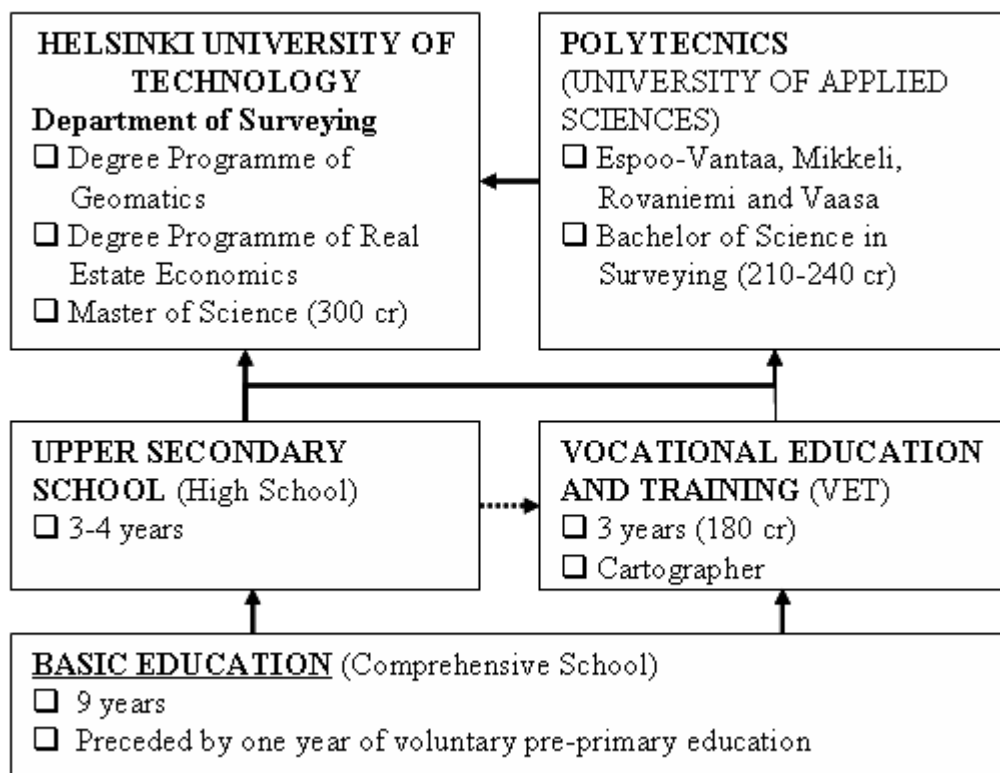 HELSINKI UNIVERSITY OF
TECHNOLOGY
Department of Surveying
❑ Degree Programme of
Geomatics
❑ Degree Programme of Real
Estate Economics
❑ Master of Science (300 cr)
POLYTECNICS
(UNIVERSITY OF APPLIED
SCIENCES)
❑ Espoo-Vantaa, Mikkeli,
Rovaniemi and Vaasa
❑ Bachelor of Science in
Surveying (210-240 cr)
UPPER SECONDARY
SCHOOL (High School)
❑ 3-4 years
VOCATIONAL EDUCATION
AND TRAINING (VET)
❑ 3 years (180 cr)
❑ Cartographer
BASIC EDUCATION (Comprehensive School)
❑ 9 years
❑ Preceded by one year of voluntary pre-primary education